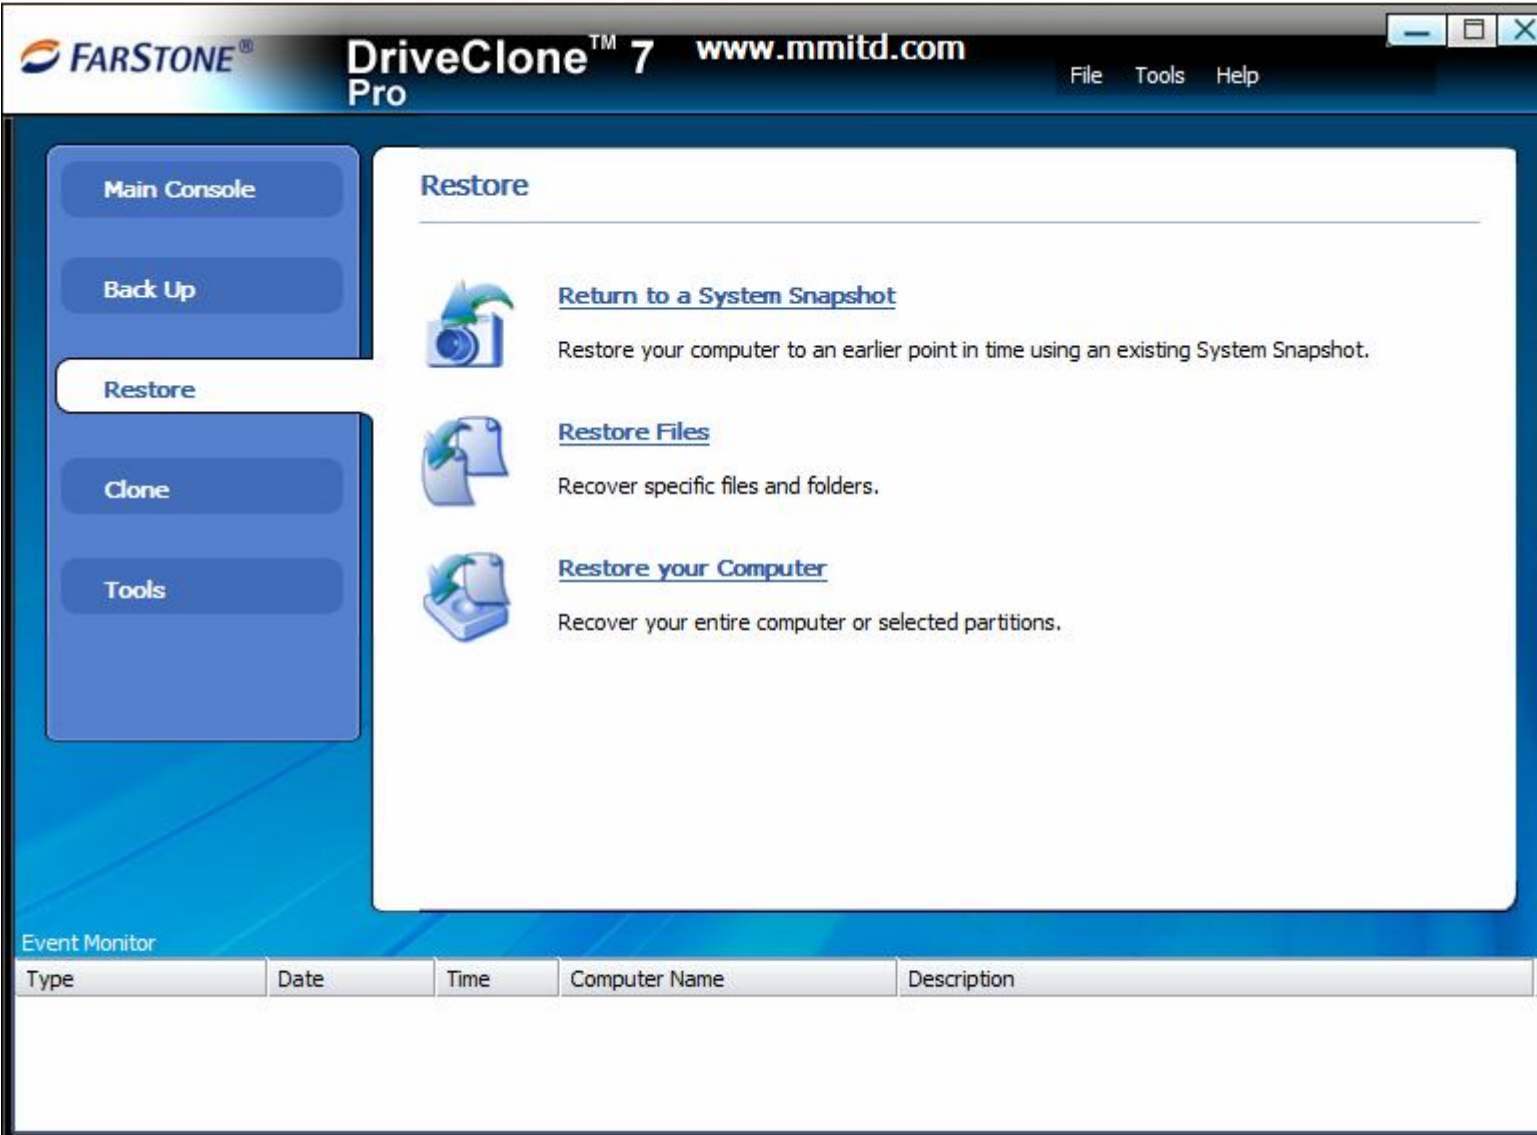 FARSTONE®
DriveClone™ 7
Pro
www.mmitd.com
File Tools Help
Main Console
Back Up
Restore
Clone
Tools
Restore
Return to a System Snapshot
Restore your computer to an earlier point in time using an existing System Snapshot.
Restore Files
Recover specific files and folders.
Restore your Computer
Recover your entire computer or selected partitions.
Event Monitor
Type Date Time Computer Name Description